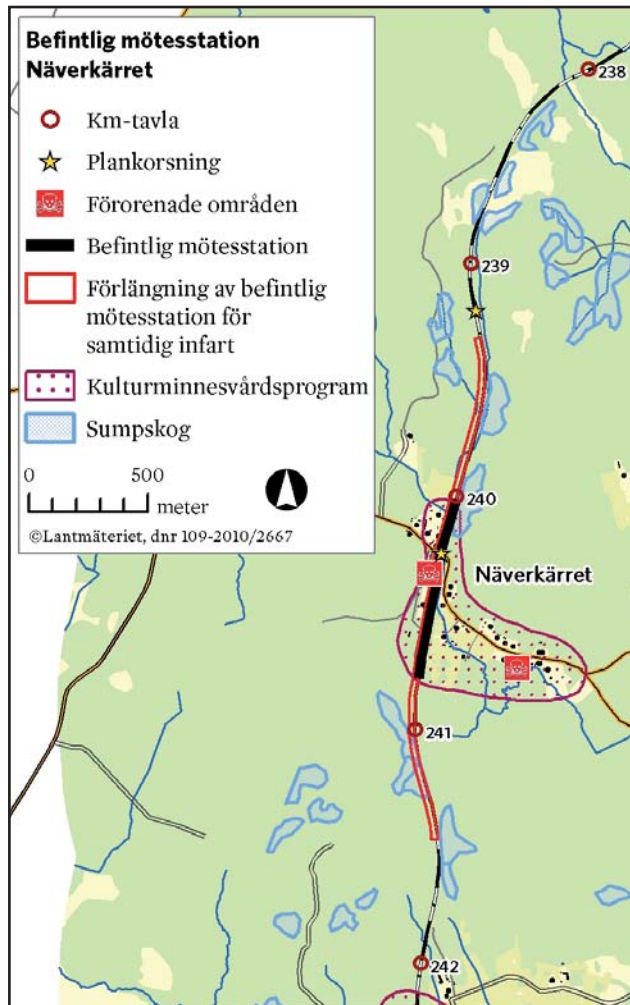 Befintlig mötesstation
Näverkärret
Km-tavla
Plankorsning
Förorenade områden
Befintlig mötesstation
Förlängning av befintlig
mötesstation för
samtidig infart
Kulturminnesvårdsprogram
Sumpskog
0 500
meter
©Lantmäteriet, dnr 109-2010/2667
238
239
240
Näverkärret
241
242